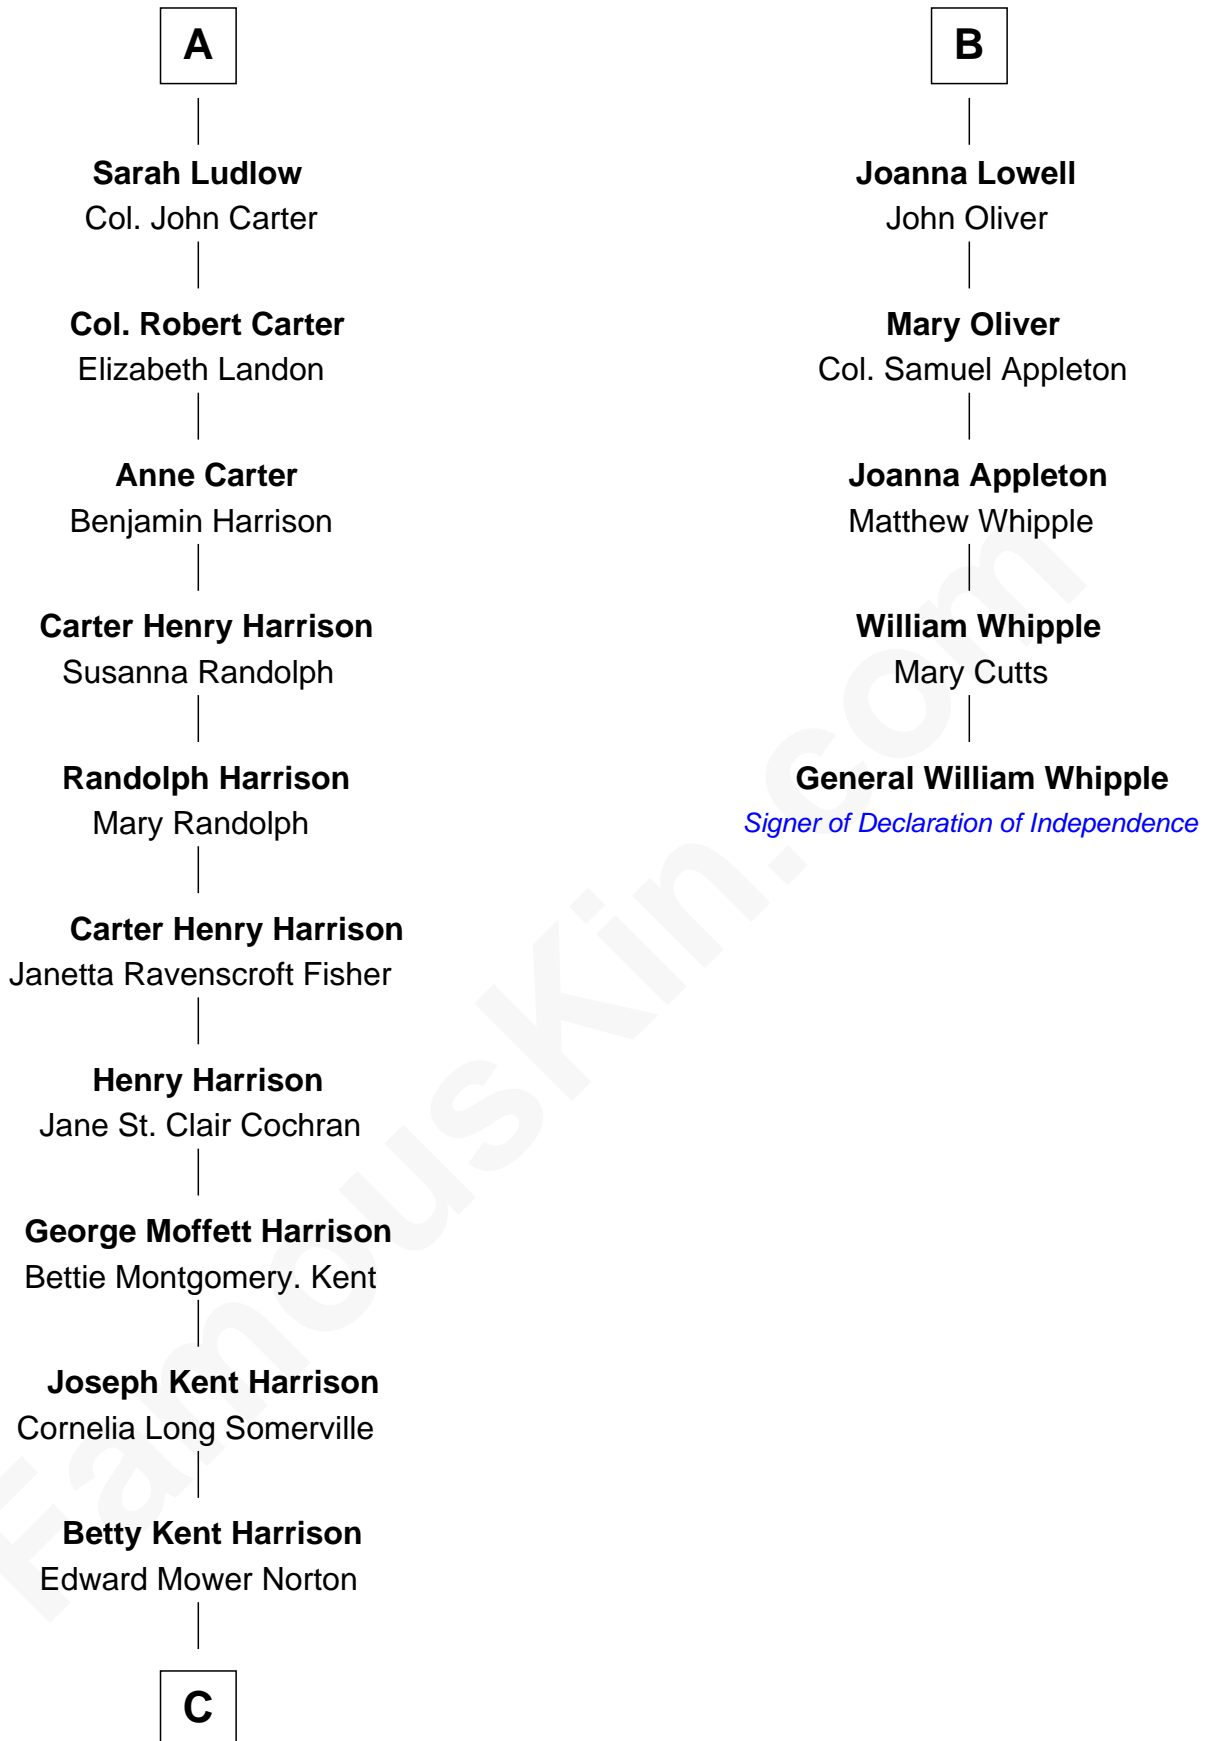 A
Sarah Ludlow
Col. John Carter
Col. Robert Carter
Elizabeth Landon
Anne Carter
Benjamin Harrison
Carter Henry Harrison
Susanna Randolph
Randolph Harrison
Mary Randolph
Carter Henry Harrison
Janetta Ravenscroft Fisher
Henry Harrison
Jane St. Clair Cochran
George Moffett Harrison
Bettie Montgomery. Kent
Joseph Kent Harrison
Cornelia Long Somerville
Betty Kent Harrison
Edward Mower Norton
C
B
Joanna Lowell
John Oliver
Mary Oliver
Col. Samuel Appleton
Joanna Appleton
Matthew Whipple
William Whipple
Mary Cutts
General William Whipple
Signer of Declaration of Independence
FamousKin.com